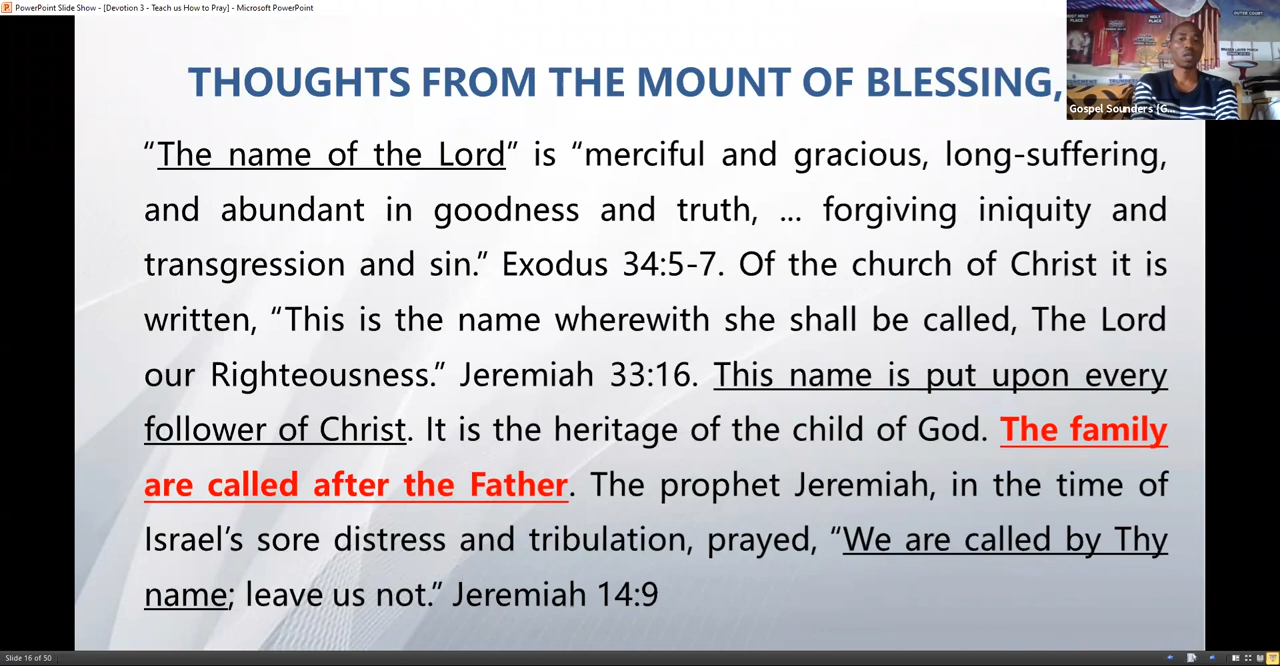 PowerPoint Slide Show - [Devotion 3 - Teach us How to Pray] - Microsoft PowerPoint
THOUGHTS FROM THE MOUNT OF BLESSING,
“The name of the Lord” is “merciful and gracious, long-suffering,
and abundant in goodness and truth, ... forgiving iniquity and
transgression and sin.” Exodus 34:5-7. Of the church of Christ it is
written, “This is the name wherewith she shall be called, The Lord
our Righteousness.” Jeremiah 33:16. This name is put upon every
follower of Christ. It is the heritage of the child of God. The family
are called after the Father. The prophet Jeremiah, in the time of
Israel’s sore distress and tribulation, prayed, “We are called by Thy
name; leave us not.” Jeremiah 14:9
HOLY
PLACE
OUTER COURT
Gospel Sounders (G...
Slide 16 of 50